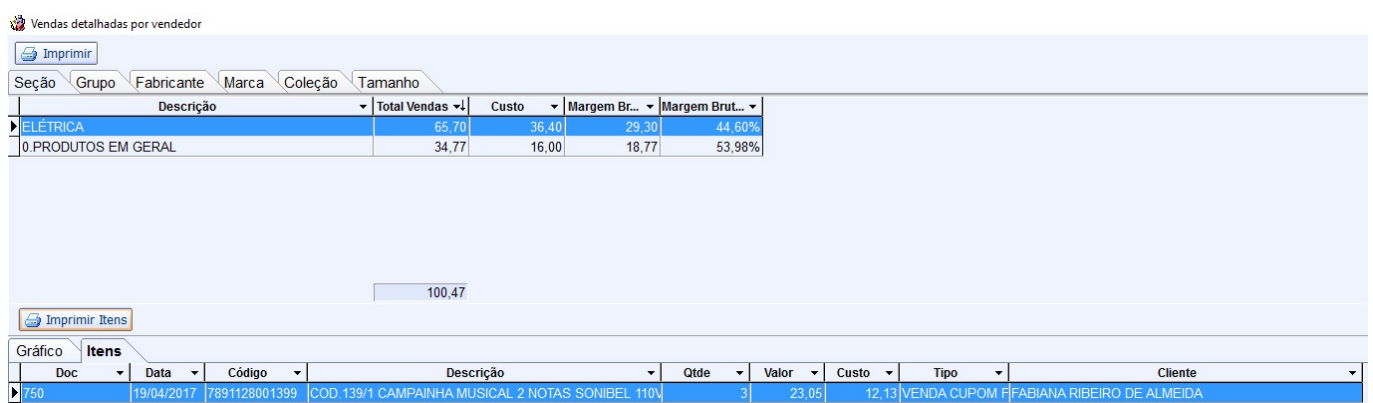 Vendas detalhadas por vendedor
Imprimir
Seção Grupo Fabricante Marca Coleção Tamanho
Descrição Total Vendas Custo Margem Br... Margem Brut...
ELÉTRICA 65,70 36,40 29,30 44,60%
0.PRODUTOS EM GERAL 34,77 16,00 18,77 53,98%
100,47
Imprimir Itens
Gráfico Itens
Doc Data Código Descrição Qtde Valor Custo Tipo Cliente
750 19/04/2017 7891128001399 COD.139/1 CAMPAINHA MUSICAL 2 NOTAS SONIBEL 110V 3 23,05 12,13 VENDA CUPOM F FABIANA RIBEIRO DE ALMEIDA